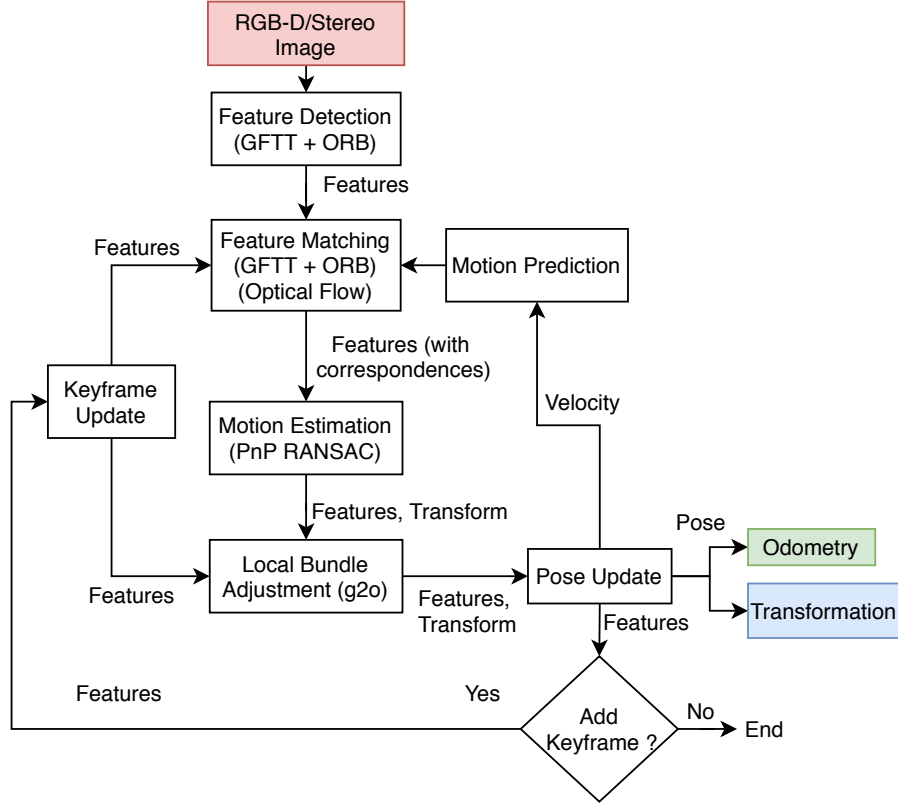 RGB-D/Stereo
Image
Feature Detection
(GFTT + ORB)
Features
Features
Feature Matching
(GFTT + ORB)
(Optical Flow)
Motion Prediction
Features (with
correspondences)
Keyframe
Update
Velocity
Motion Estimation
(PnP RANSAC)
Features, Transform
Pose
Odometry
Local Bundle
Adjustment (g2o)
Pose Update
Features
Features,
Transform
Transformation
Features
Features
Yes
Add
Keyframe ?
No
End